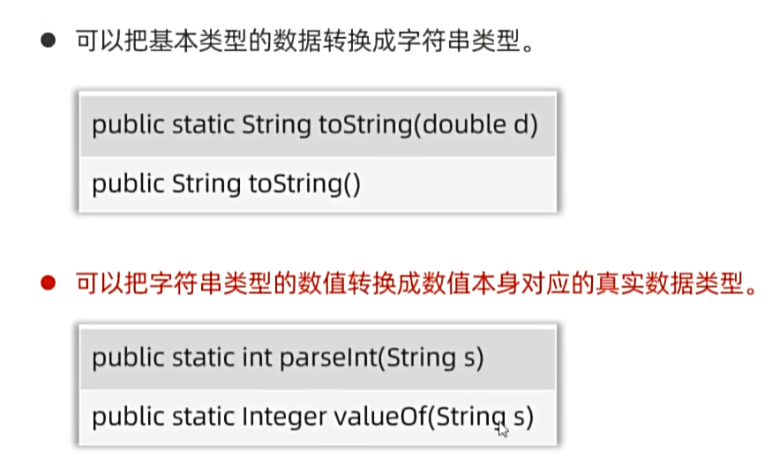 ● 可以把基本类型的数据转换成字符串类型。
public static String toString(double d)
public String toString()
● 可以把字符串类型的数值转换成数值本身对应的真实数据类型。
public static int parseInt(String s)
public static Integer valueOf(String s)